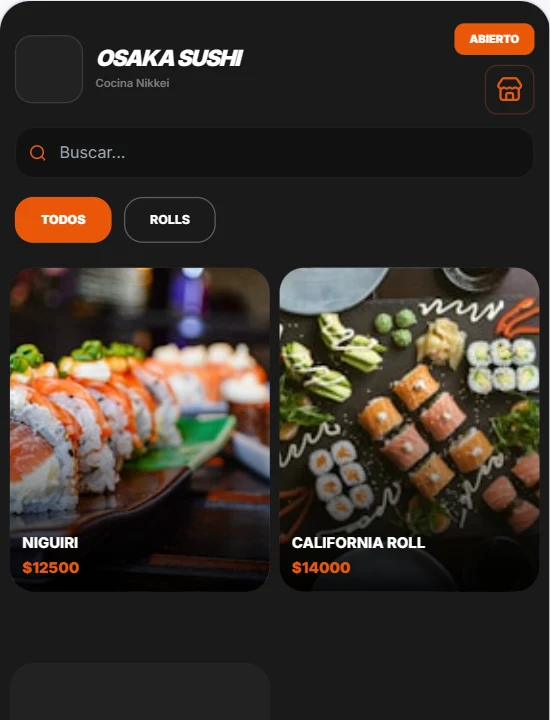 OSAKA SUSHI
Cocina Nikkei
ABIERTO
Buscar...
TODOS
ROLLS
NIGUIRI
$12500
CALIFORNIA ROLL
$14000